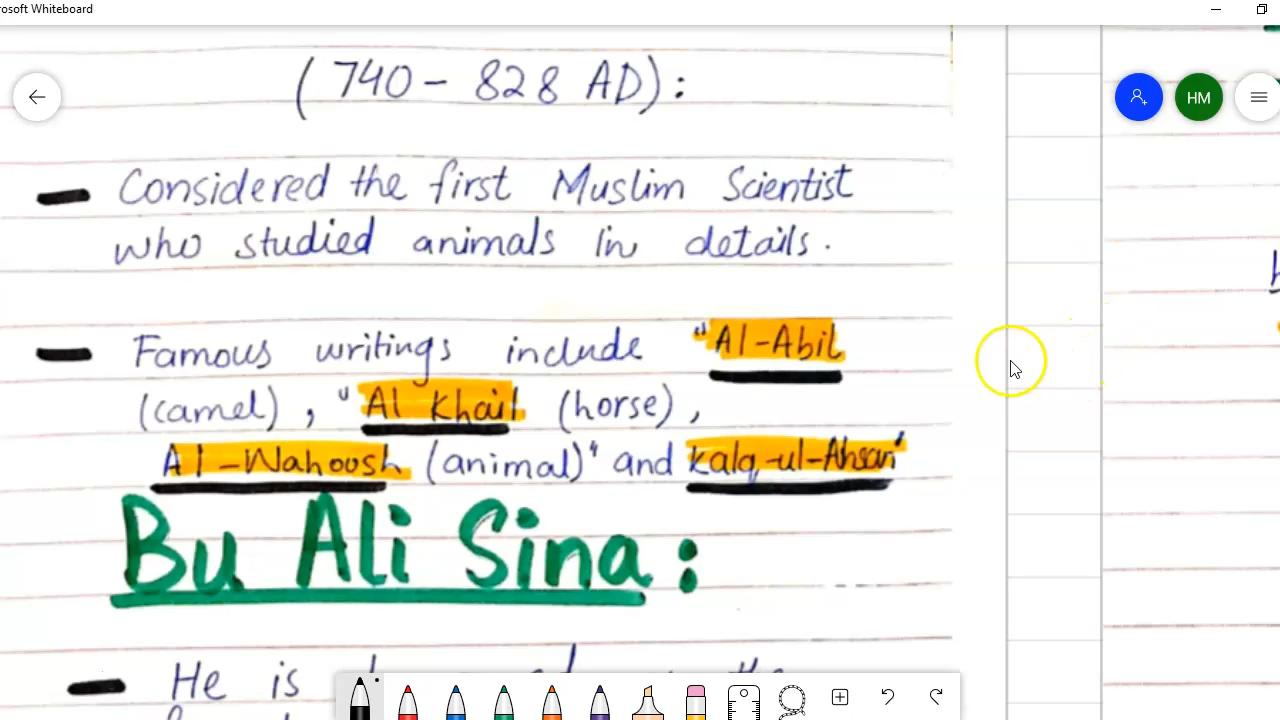 rosoft Whiteboard
(740 - 828 AD):
HM
Considered the first Muslim Scientist
who studied animals in details.
Famous writings include "Al-Abil
(camel), "Al Khail (horse),
Al-Wahoosh (animal)" and kalq-ul-Ahsan"
Bu Ali Sina:
He is